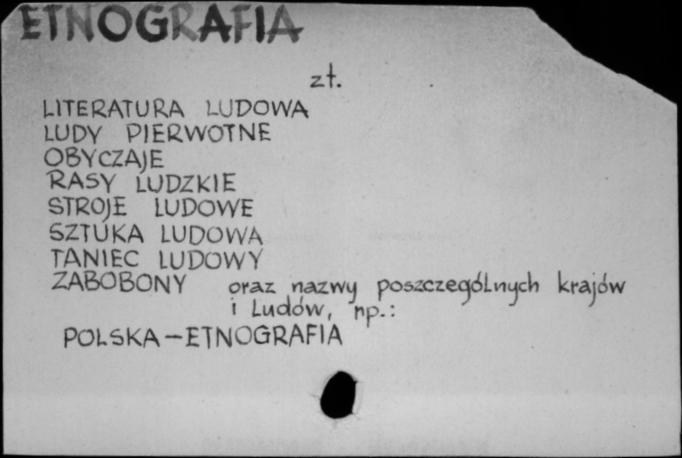 ETNOGRAFIA
zł.
LITERATURA LUDOWA
LUDY PIERWOTNE
OBYCZAJE
RASY LUDZKIE
STROJE LUDOWE
SZTUKA LUDOWA
TANIEC LUDOWY
ZABOBONY oraz nazwy poszczególnych krajów
i Ludów, np.:
POLSKA-ETNOGRAFIA